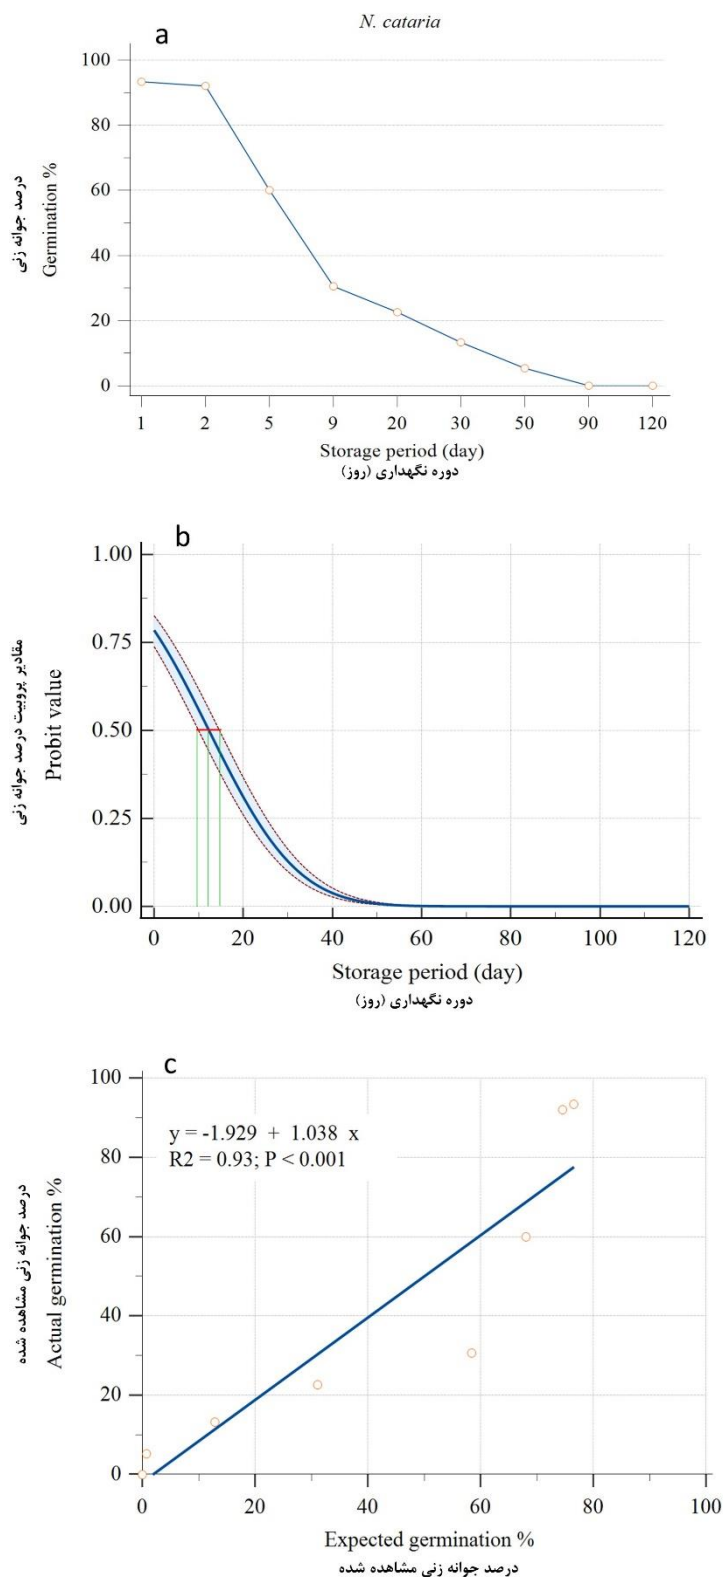 N. cataria
a
100
80
60
40
20
0
درصد جوانه زنی
Germination %
1 2 5 9 20 30 50 90 120
Storage period (day)
دوره نگهداری (روز)
b
1.00
0.75
0.50
0.25
0.00
مقادیر پروبیت درصد جوانه زنی
Probit value
0 20 40 60 80 100 120
Storage period (day)
دوره نگهداری (روز)
c
100
80
60
40
20
0
y = -1.929 + 1.038 x
R2 = 0.93; P < 0.001
درصد جوانه زنی مشاهده شده
Actual germination %
0 20 40 60 80 100
Expected germination %
درصد جوانه زنی مشاهده شده